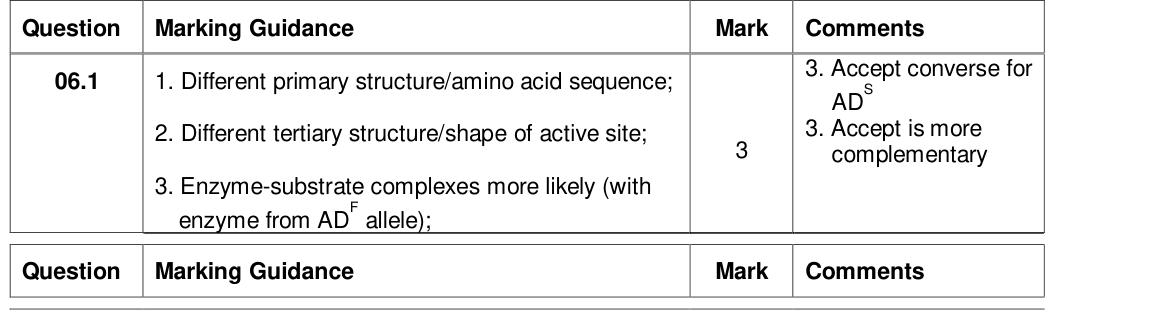 Question Marking Guidance Mark Comments
06.1
1. Different primary structure/amino acid sequence;
2. Different tertiary structure/shape of active site;
3. Enzyme-substrate complexes more likely (with
enzyme from AD^F allele);
3
3. Accept converse for
AD^S
3. Accept is more
complementary
Question Marking Guidance Mark Comments